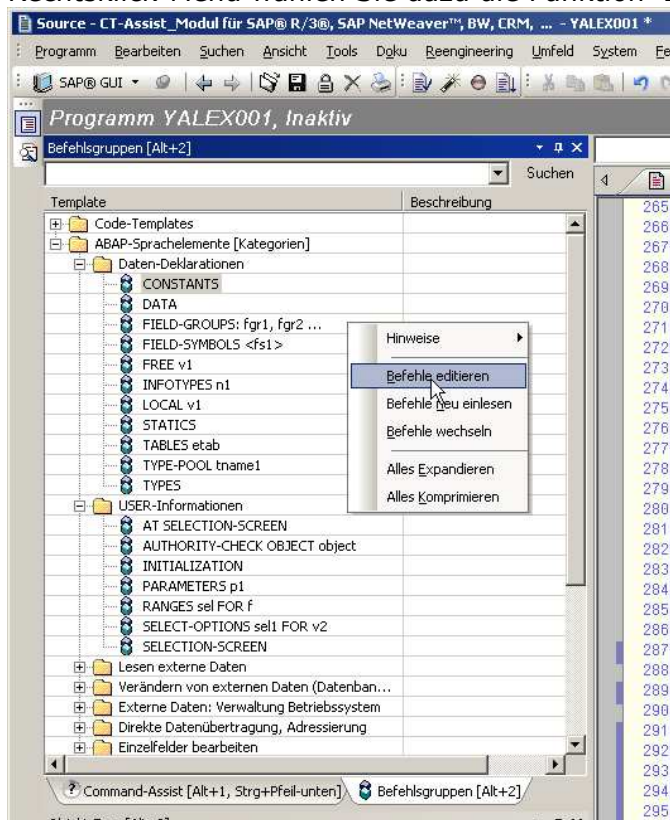 Rechtsklick-Menü wählen Sie dazu die Funktion
Source - CT-Assist_Modul für SAP® R/3®, SAP NetWeaver™, BW, CRM, ... - YALEX001 *
Programm Bearbeiten Suchen Ansicht Tools Doku Reengineering Umfeld System
SAP® GUI
Programm YALEX001, Inaktiv
Befehlsgruppen [Alt+2]
Suchen
Template Beschreibung
Code-Templates
ABAP-Sprachelemente [Kategorien]
Daten-Deklarationen
CONSTANTS
DATA
FIELD-GROUPS: fgr1, fgr2 ...
FIELD-SYMBOLS <fs1>
FREE v1
INFOTYPES n1
LOCAL v1
STATICS
TABLES etab
TYPE-POOL tname1
TYPES
USER-Informationen
AT SELECTION-SCREEN
AUTHORITY-CHECK OBJECT object
INITIALIZATION
PARAMETERS p1
RANGES sel FOR f
SELECT-OPTIONS sel1 FOR v2
SELECTION-SCREEN
Lesen externe Daten
Verändern von externen Daten (Datenban...
Externe Daten: Verwaltung Betriebssystem
Direkte Datenübertragung, Adressierung
Einzelfelder bearbeiten
Hinweise
Befehle editieren
Befehle Neu einlesen
Befehle wechseln
Alles Expandieren
Alles Komprimieren
Command-Assist [Alt+1, Strg+Pfeil-unten] Befehlsgruppen [Alt+2]
265
266
267
268
269
270
271
272
273
274
275
276
277
278
279
280
281
282
283
284
285
286
287
288
289
290
291
292
293
294
295